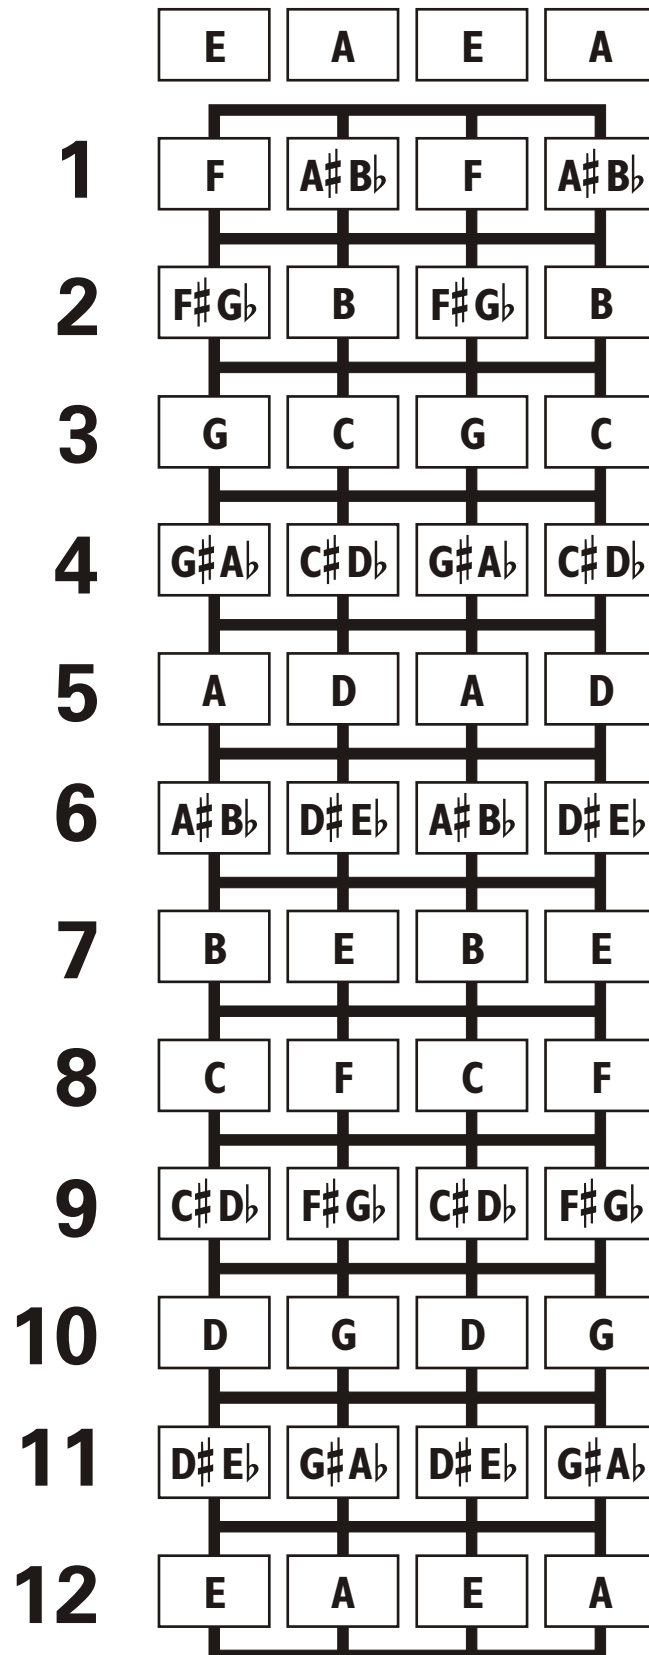 E A E A
1 F A♯B♭ F A♯B♭
2 F♯G♭ B F♯G♭ B
3 G C G C
4 G♯A♭ C♯D♭ G♯A♭ C♯D♭
5 A D A D
6 A♯B♭ D♯E♭ A♯B♭ D♯E♭
7 B E B E
8 C F C F
9 C♯D♭ F♯G♭ C♯D♭ F♯G♭
10 D G D G
11 D♯E♭ G♯A♭ D♯E♭ G♯A♭
12 E A E A